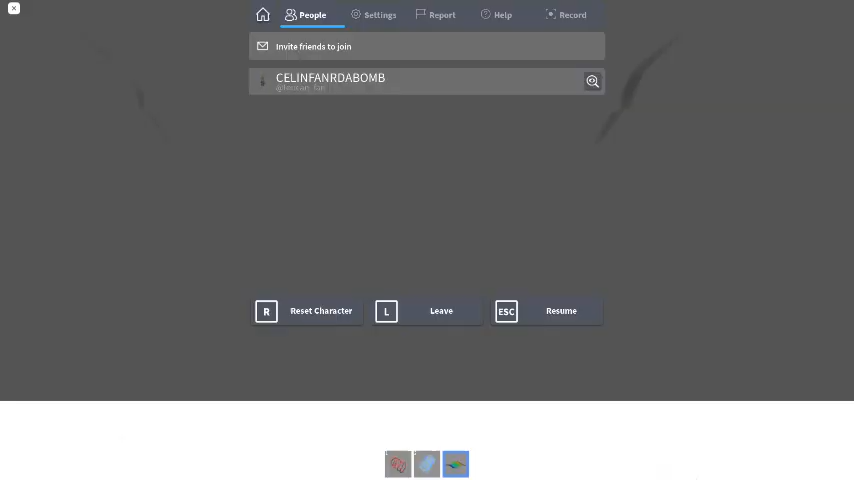 People
Settings
Report
Help
Record
Invite friends to join
CELINFANRDABOMB
R
Reset Character
L
Leave
ESC
Resume